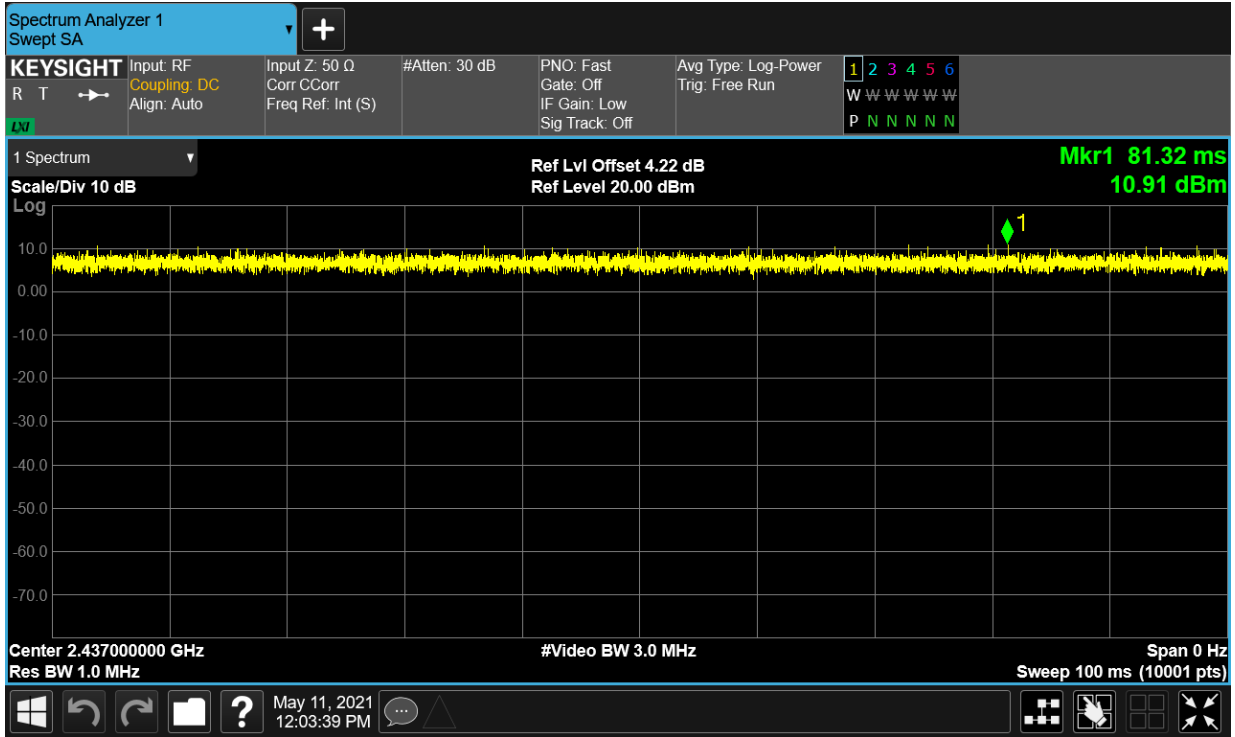 Spectrum Analyzer 1
Swept SA
KEYSIGHT
R T
LXI
Input: RF
Coupling: DC
Align: Auto
Input Z: 50 Ω
Corr CCorr
Freq Ref: Int (S)
#Atten: 30 dB
PNO: Fast
Gate: Off
IF Gain: Low
Sig Track: Off
Avg Type: Log-Power
Trig: Free Run
1 2 3 4 5 6
W W W W W W
P N N N N N
1 Spectrum
Scale/Div 10 dB
Log
Ref Lvl Offset 4.22 dB
Ref Level 20.00 dBm
Mkr1 81.32 ms
10.91 dBm
1
10.0
0.00
-10.0
-20.0
-30.0
-40.0
-50.0
-60.0
-70.0
Center 2.437000000 GHz
Res BW 1.0 MHz
#Video BW 3.0 MHz
Span 0 Hz
Sweep 100 ms (10001 pts)
?
May 11, 2021
12:03:39 PM